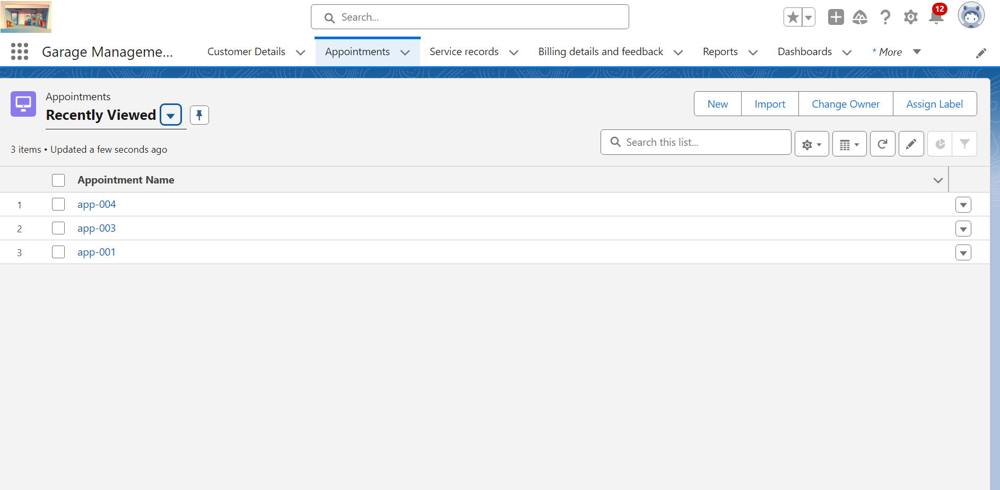 Search...
12
Garage Manageme...
Customer Details
Appointments
Service records
Billing details and feedback
Reports
Dashboards
* More
Appointments
Recently Viewed
New
Import
Change Owner
Assign Label
3 items • Updated a few seconds ago
Search this list...
Appointment Name
1 app-004
2 app-003
3 app-001